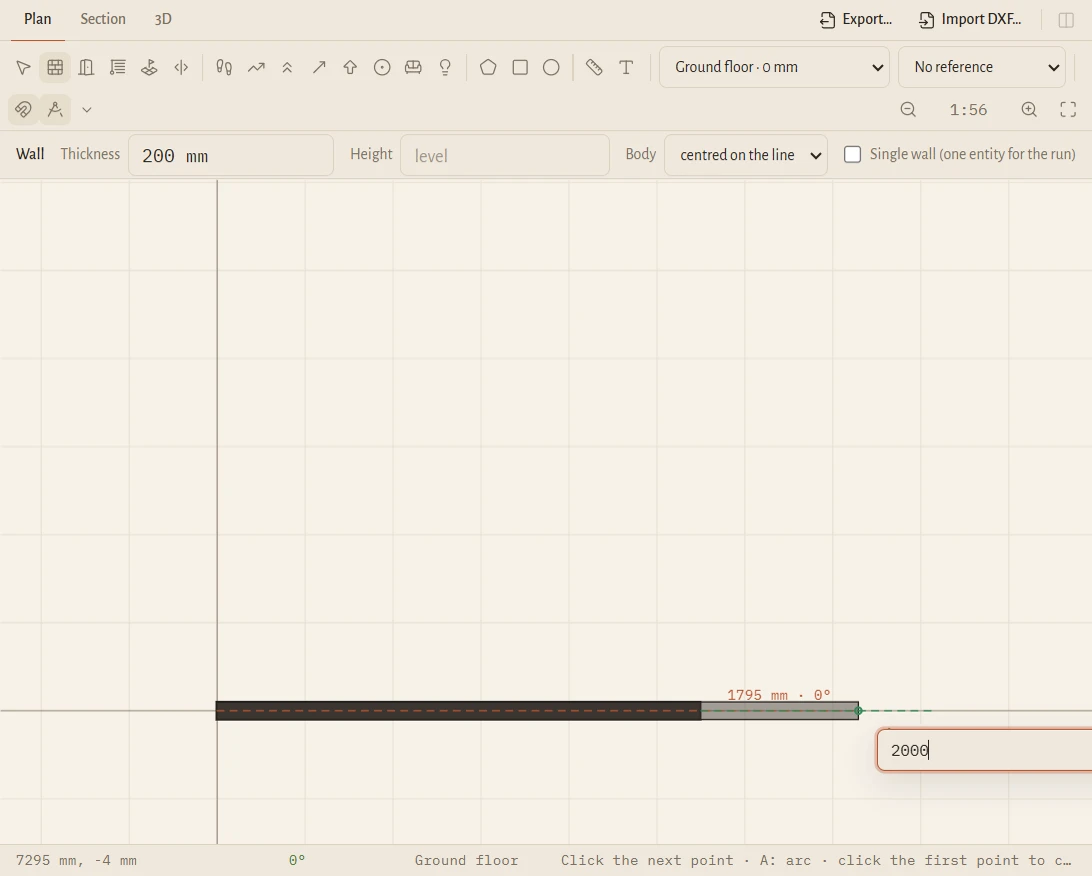 Plan Section 3D Export... Import DXF...
Ground floor · 0 mm No reference
1:56
Wall Thickness 200 mm Height level Body centred on the line Single wall (one entity for the run)
1795 mm · 0°
2000
7295 mm, -4 mm 0° Ground floor Click the next point · A: arc · click the first point to c…